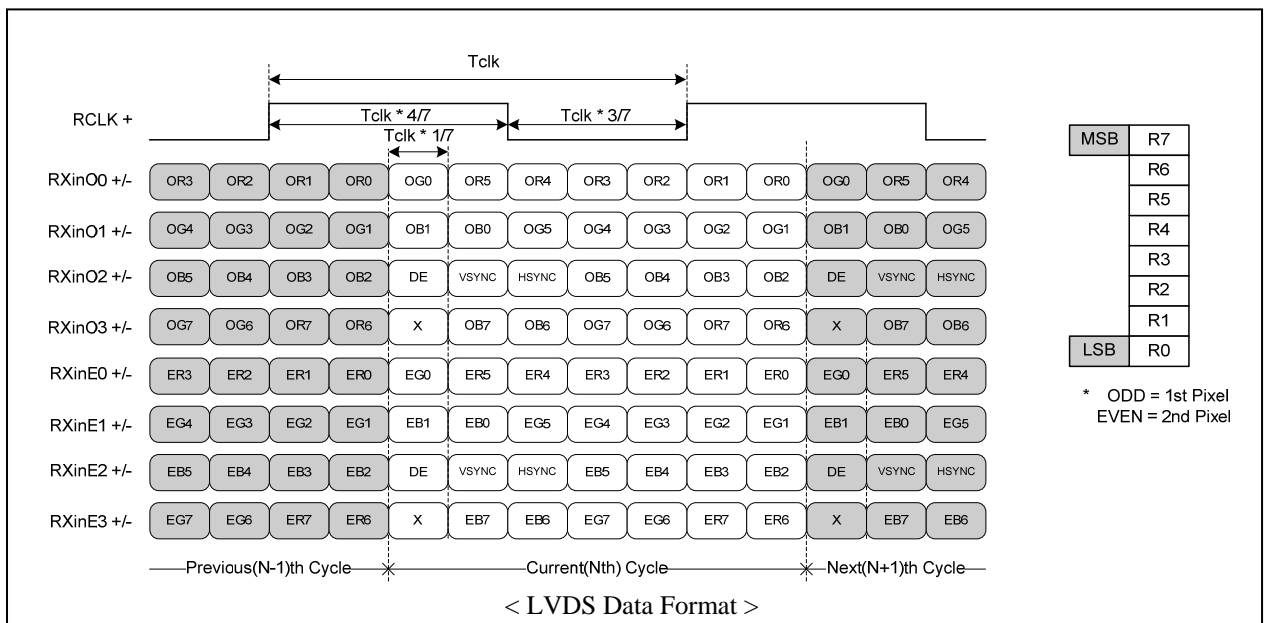 Tclk
RCLK +
Tclk * 4/7
Tclk * 3/7
Tclk * 1/7
RXinO0 +/- OR3 OR2 OR1 OR0 OG0 OR5 OR4 OR3 OR2 OR1 OR0 OG0 OR5 OR4
RXinO1 +/- OG4 OG3 OG2 OG1 OB1 OB0 OG5 OG4 OG3 OG2 OG1 OB1 OB0 OG5
RXinO2 +/- OB5 OB4 OB3 OB2 DE VSYNC HSYNC OB5 OB4 OB3 OB2 DE VSYNC HSYNC
RXinO3 +/- OG7 OG6 OR7 OR6 X OB7 OB6 OG7 OG6 OR7 OR6 X OB7 OB6
RXinE0 +/- ER3 ER2 ER1 ER0 EG0 ER5 ER4 ER3 ER2 ER1 ER0 EG0 ER5 ER4
RXinE1 +/- EG4 EG3 EG2 EG1 EB1 EB0 EG5 EG4 EG3 EG2 EG1 EB1 EB0 EG5
RXinE2 +/- EB5 EB4 EB3 EB2 DE VSYNC HSYNC EB5 EB4 EB3 EB2 DE VSYNC HSYNC
RXinE3 +/- EG7 EG6 ER7 ER6 X EB7 EB6 EG7 EG6 ER7 ER6 X EB7 EB6
Previous(N-1)th Cycle Current(Nth) Cycle Next(N+1)th Cycle
MSB R7
R6
R5
R4
R3
R2
R1
LSB R0
* ODD = 1st Pixel
EVEN = 2nd Pixel
< LVDS Data Format >